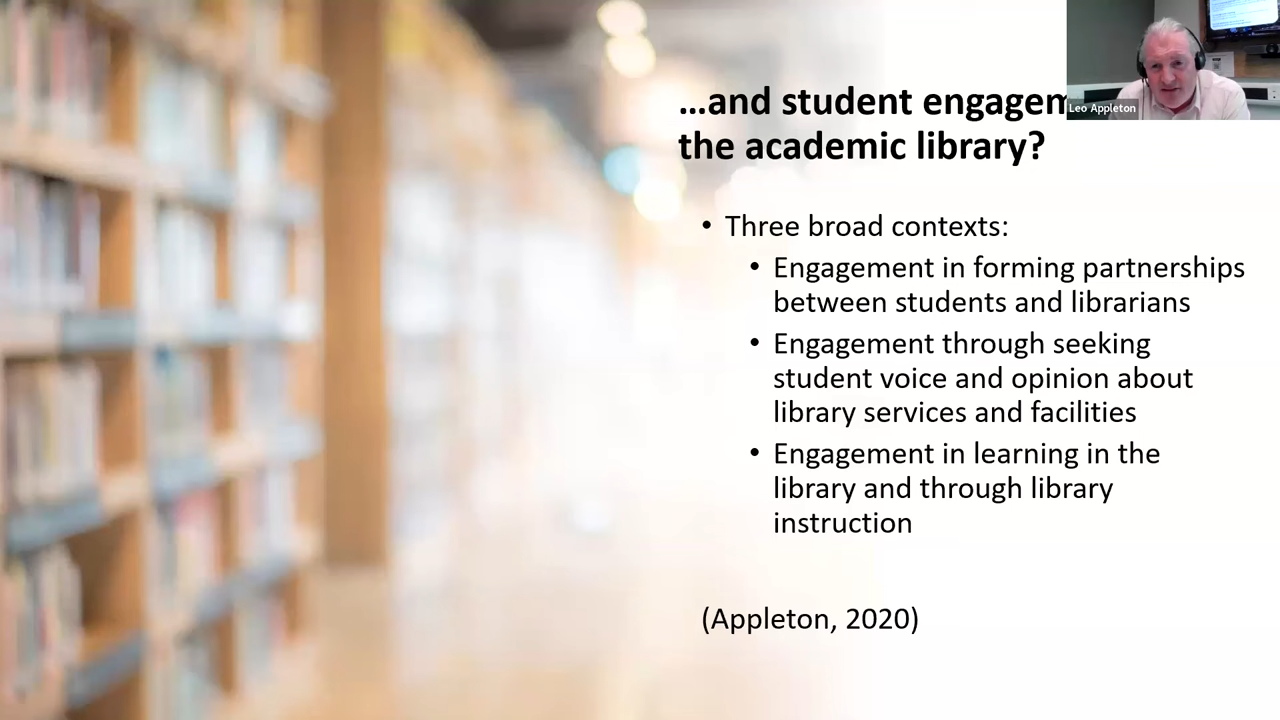 …and student engagem
the academic library?
Leo Appleton
• Three broad contexts:
• Engagement in forming partnerships
between students and librarians
• Engagement through seeking
student voice and opinion about
library services and facilities
• Engagement in learning in the
library and through library
instruction
(Appleton, 2020)